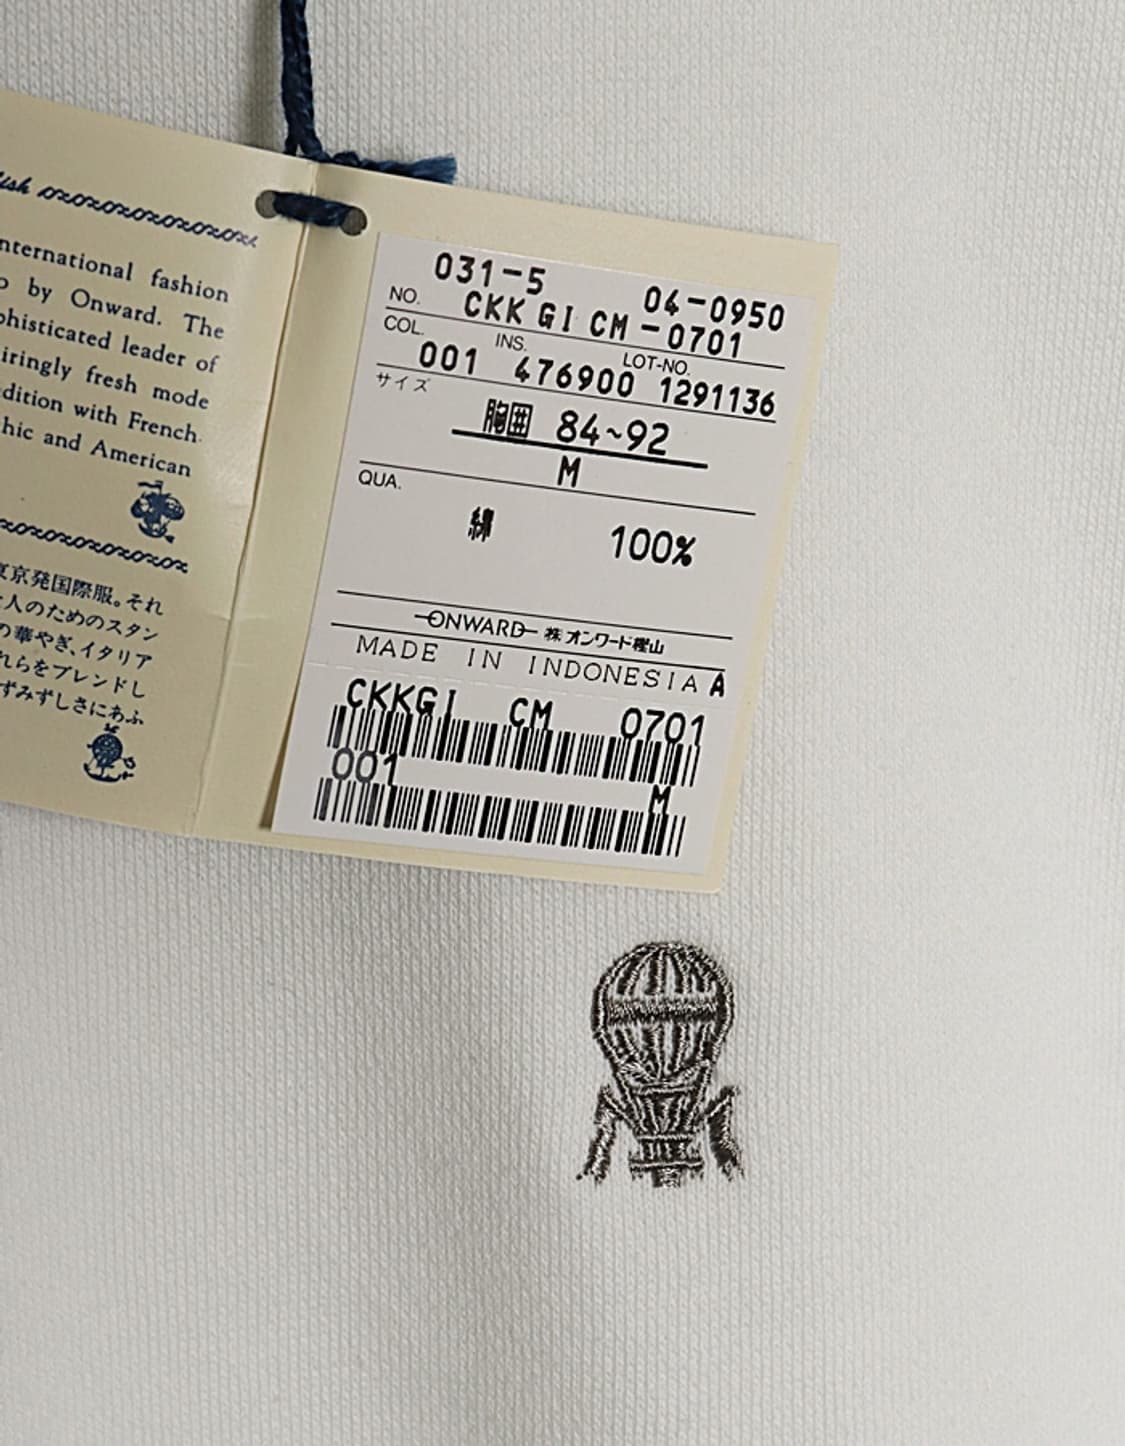 nternational fashion
by Onward. The
phisticated leader of
iringly fresh mode
dition with French
hic and American
東京発国際服。それ
人のためのスタン
の華やぎ、イタリア
れらをブレンドし
ずみずしさにあふ
031-5 04-0950
NO. CKK GI CM-0701
COL. INS. LOT-NO.
001 476900 1291136
サイズ
胸囲 84~92
M
QUA.
綿 100%
ONWARD 株オンワード樫山
MADE IN INDONESIA A
CKKGI CM 0701
001
M